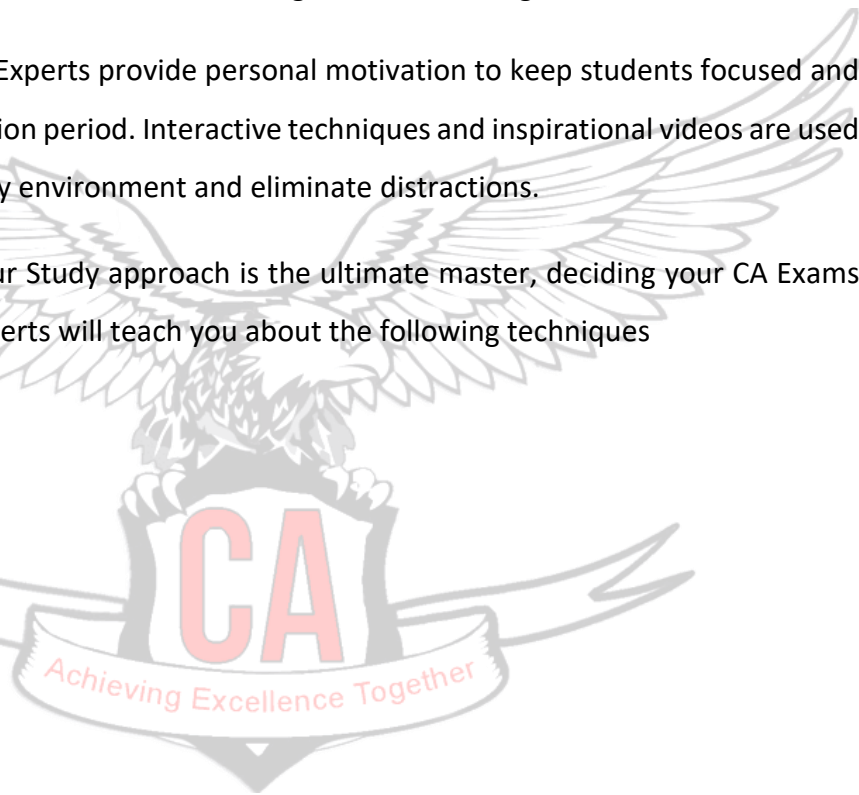 Experts provide personal motivation to keep students focused and
ion period. Interactive techniques and inspirational videos are used
y environment and eliminate distractions.
ur Study approach is the ultimate master, deciding your CA Exams
erts will teach you about the following techniques
CA
Achieving Excellence Together